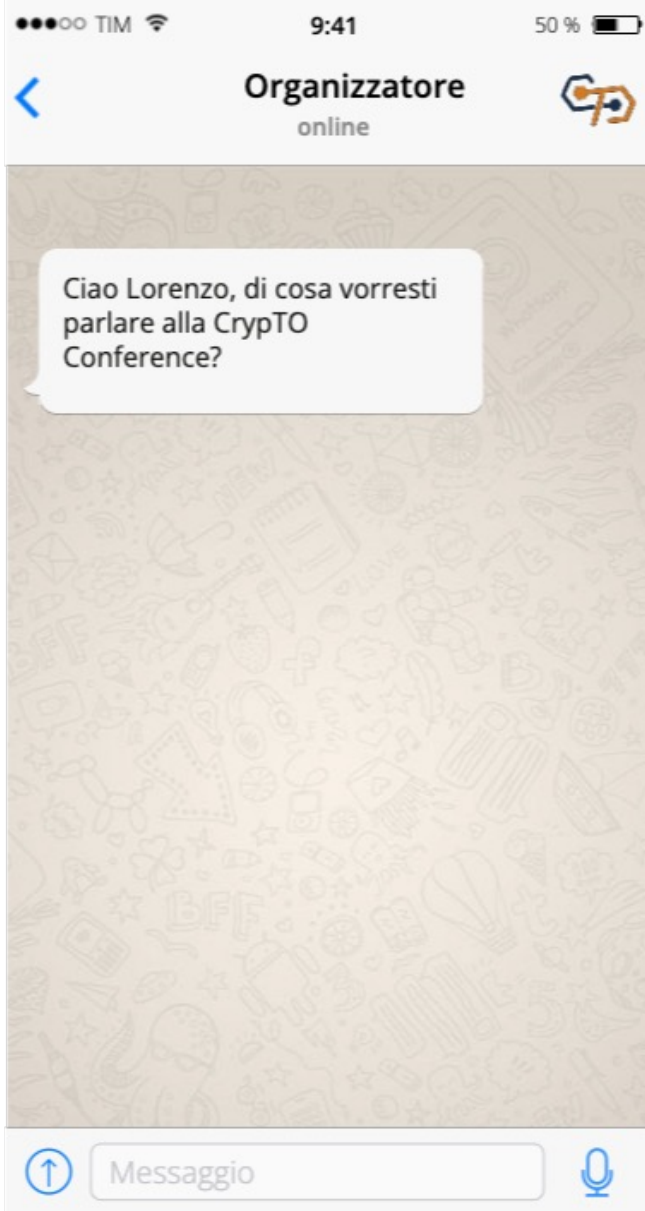 TIM
9:41
50 %
Organizzatore
online
Ciao Lorenzo, di cosa vorresti
parlare alla CrypTO
Conference?
Messaggio